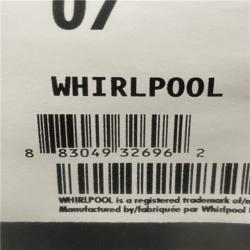 07
WHIRLPOOL
8 83049 32696 2
WHIRLPOOL is a registered trademark of/m
Manufactured by/fabriquée par Whirlpool